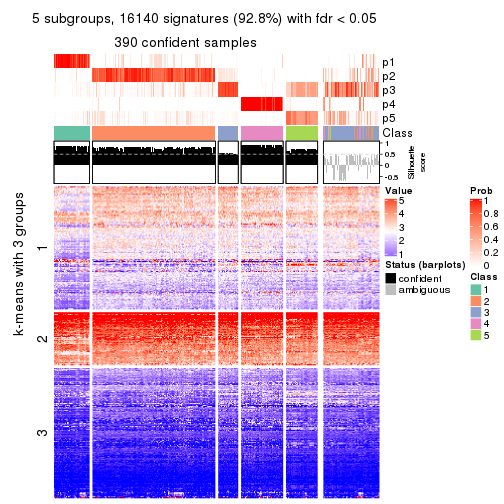 5 subgroups, 16140 signatures (92.8%) with fdr < 0.05
390 confident samples
p1
p2
p3
p4
p5
Class
1
0.5
0
-0.5
Silhouette
score
k-means with 3 groups
1
2
3
Value
5
4
3
2
1
Status (barplots)
confident
ambiguous
Prob
1
0.8
0.6
0.4
0.2
0
Class
1
2
3
4
5